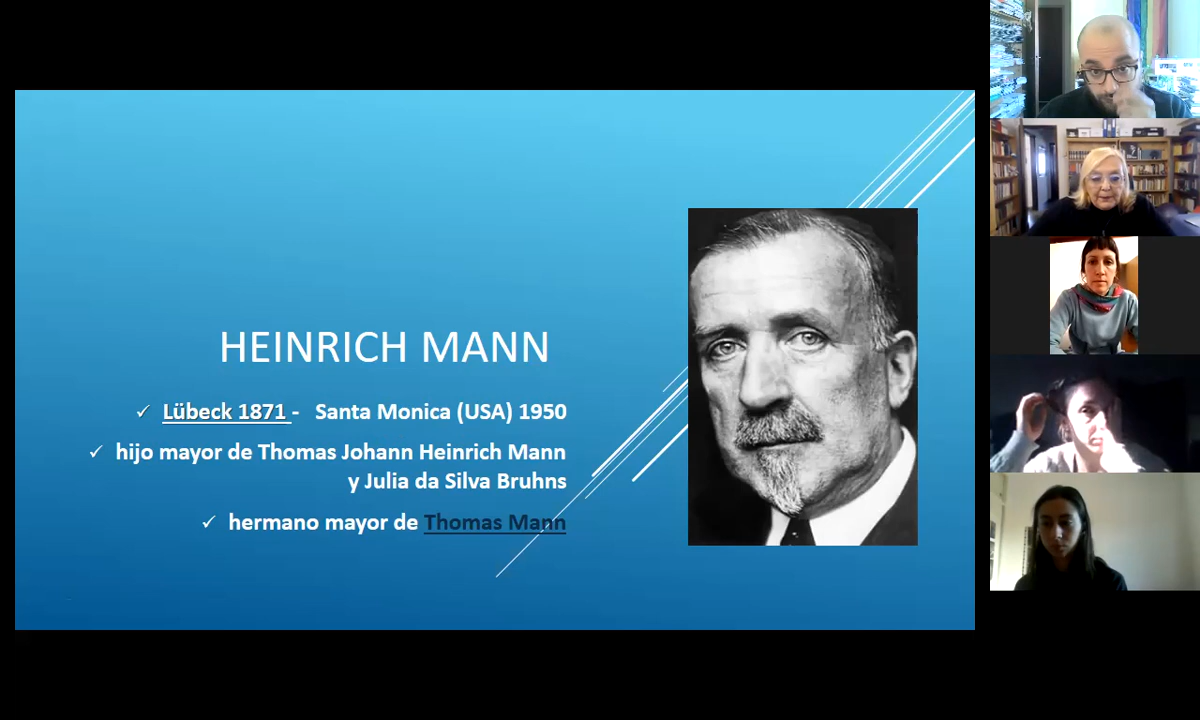 HEINRICH MANN
✓ Lübeck 1871 - Santa Monica (USA) 1950
✓ hijo mayor de Thomas Johann Heinrich Mann
y Julia da Silva Bruhns
✓ hermano mayor de Thomas Mann